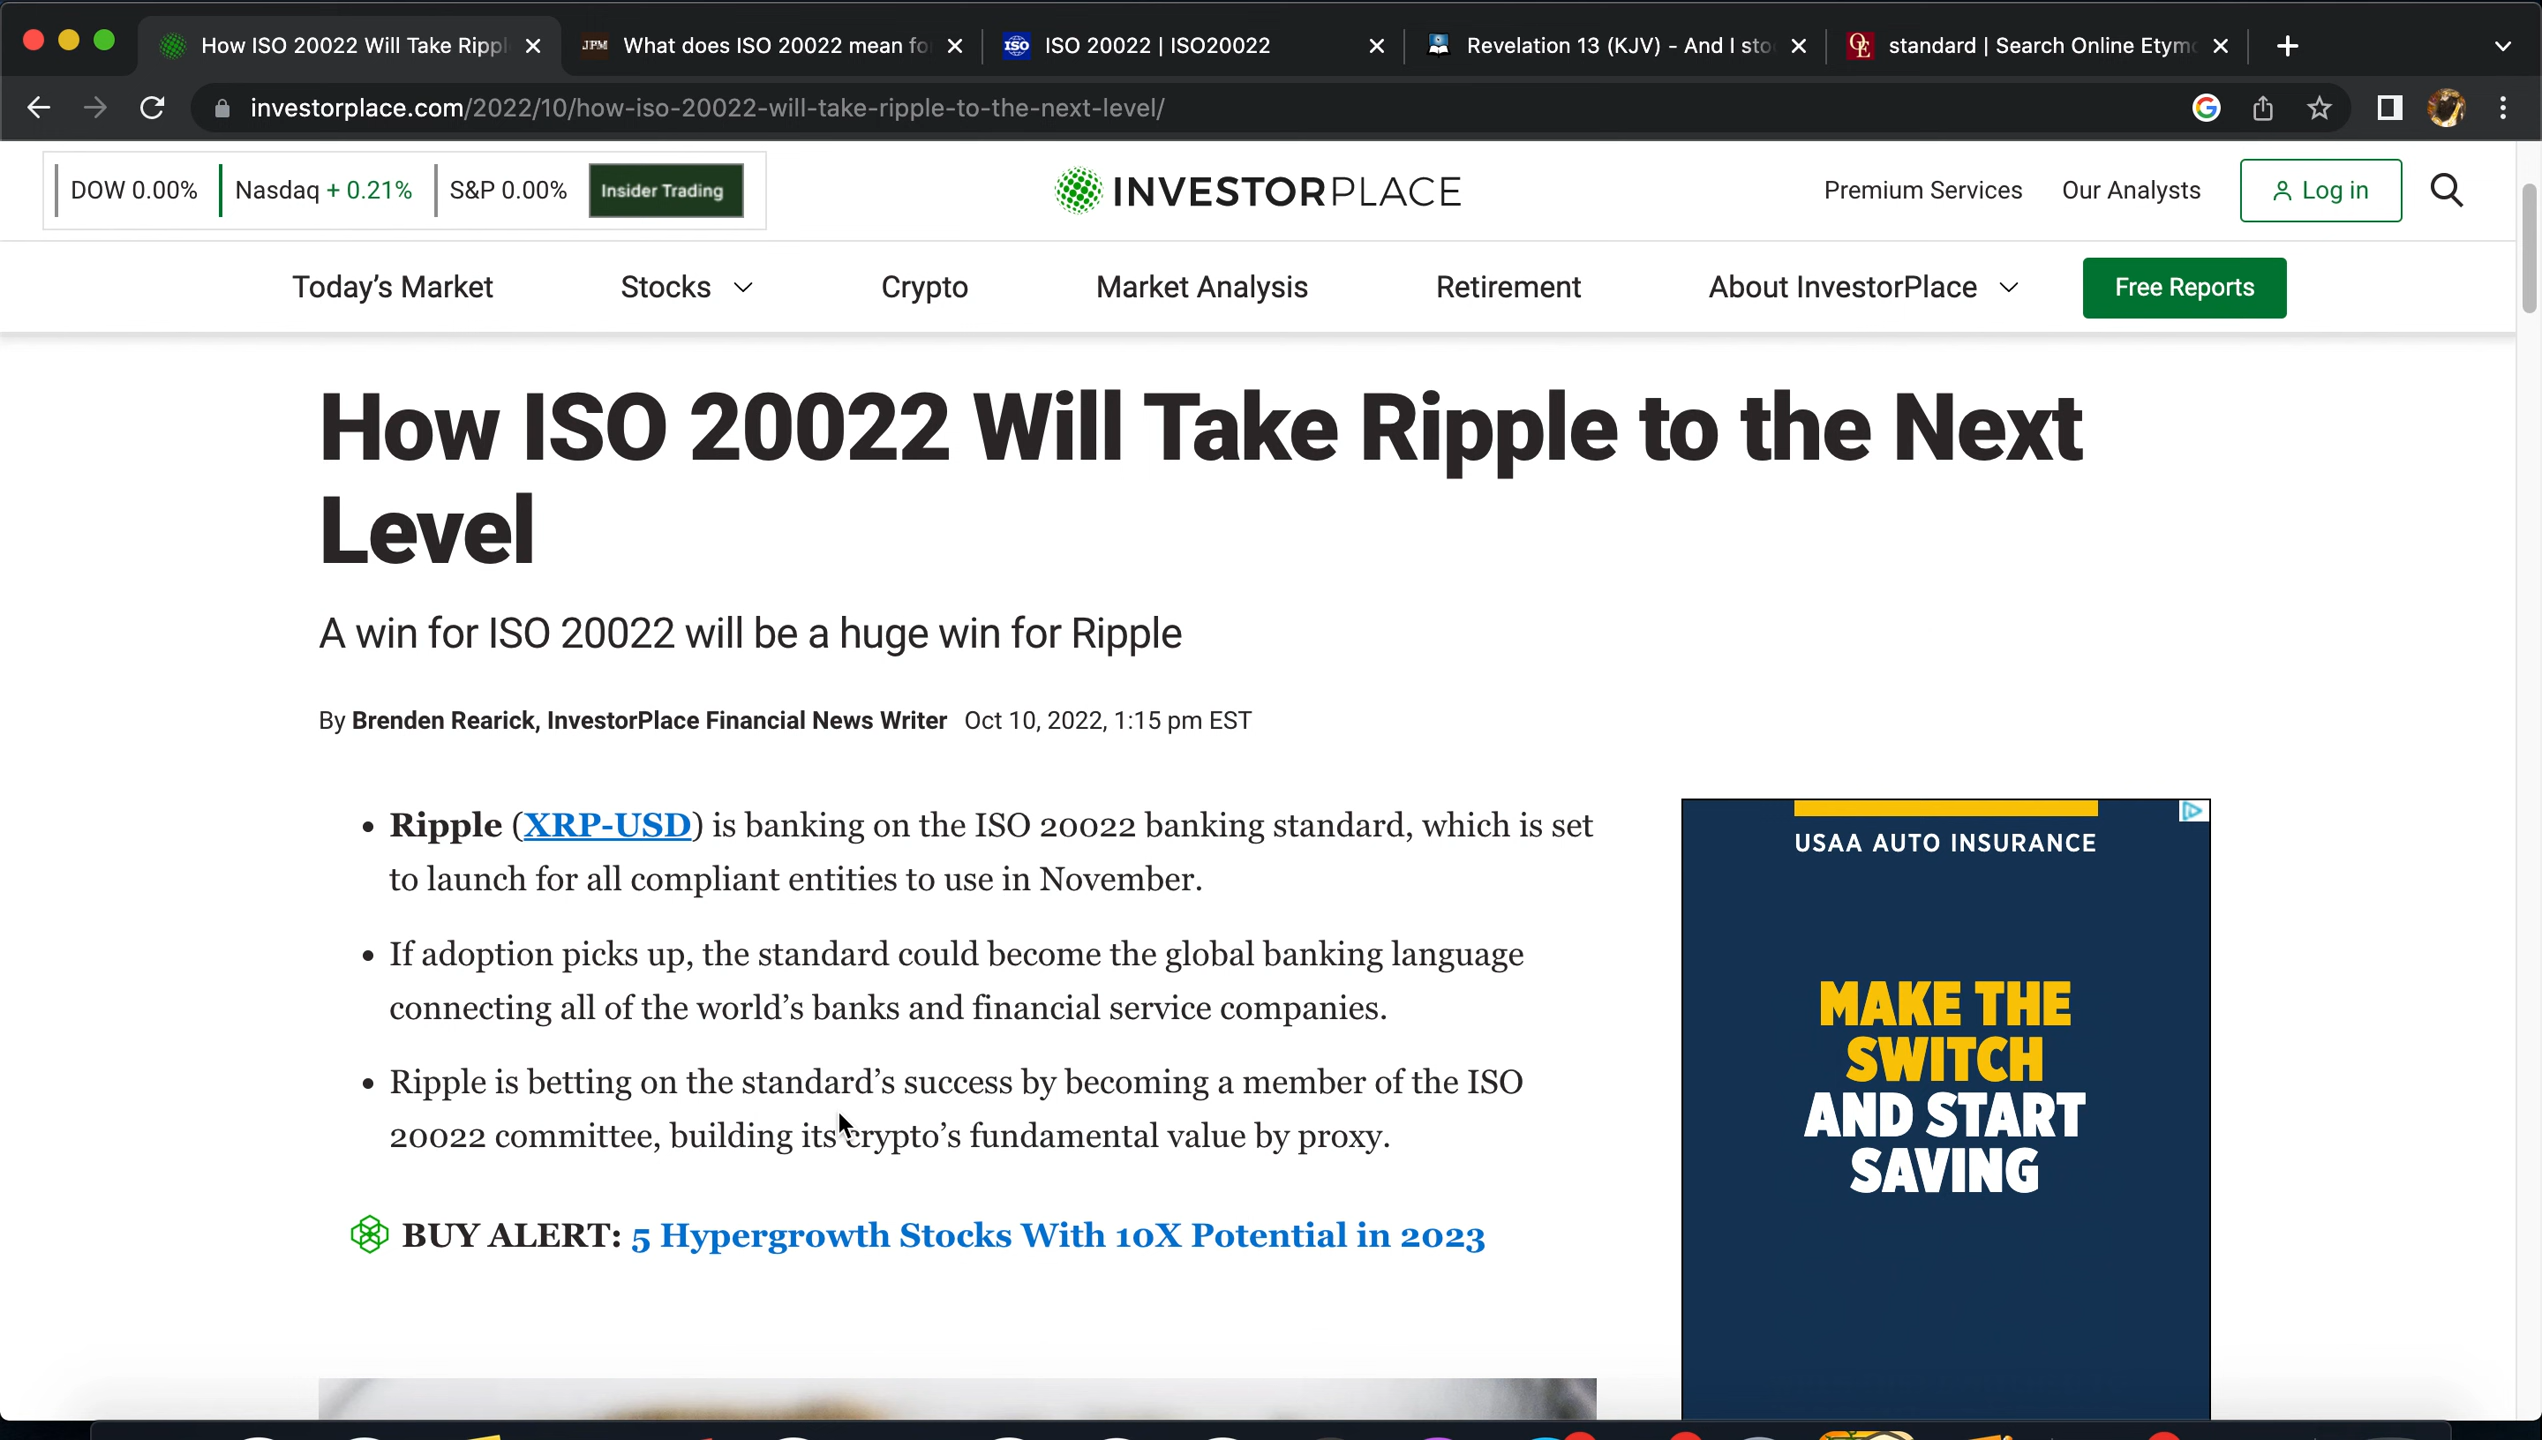 How ISO 20022 Will Take Rippl
JPM What does ISO 20022 mean fo
ISO ISO 20022 | ISO20022
Revelation 13 (KJV) - And I sto
OE standard | Search Online Etym
investorplace.com/2022/10/how-iso-20022-will-take-ripple-to-the-next-level/
DOW 0.00% Nasdaq + 0.21% S&P 0.00% Insider Trading
INVESTORPLACE
Premium Services Our Analysts Log in
Today’s Market Stocks Crypto Market Analysis Retirement About InvestorPlace Free Reports
How ISO 20022 Will Take Ripple to the Next
Level
A win for ISO 20022 will be a huge win for Ripple
By Brenden Rearick, InvestorPlace Financial News Writer Oct 10, 2022, 1:15 pm EST
• Ripple (XRP-USD) is banking on the ISO 20022 banking standard, which is set
to launch for all compliant entities to use in November.
• If adoption picks up, the standard could become the global banking language
connecting all of the world’s banks and financial service companies.
• Ripple is betting on the standard’s success by becoming a member of the ISO
20022 committee, building its crypto’s fundamental value by proxy.
BUY ALERT: 5 Hypergrowth Stocks With 10X Potential in 2023
USAA AUTO INSURANCE
MAKE THE
SWITCH
AND START
SAVING